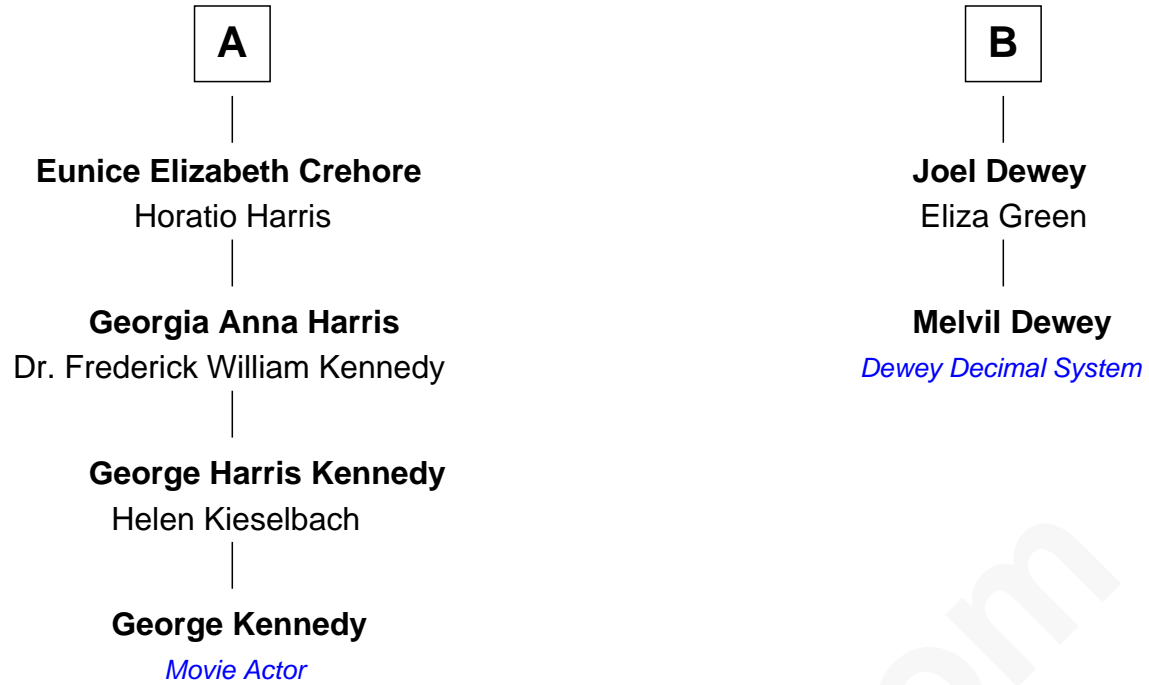 A
Eunice Elizabeth Crehore
Horatio Harris
Georgia Anna Harris
Dr. Frederick William Kennedy
George Harris Kennedy
Helen Kieselbach
George Kennedy
Movie Actor
B
Joel Dewey
Eliza Green
Melvil Dewey
Dewey Decimal System
om